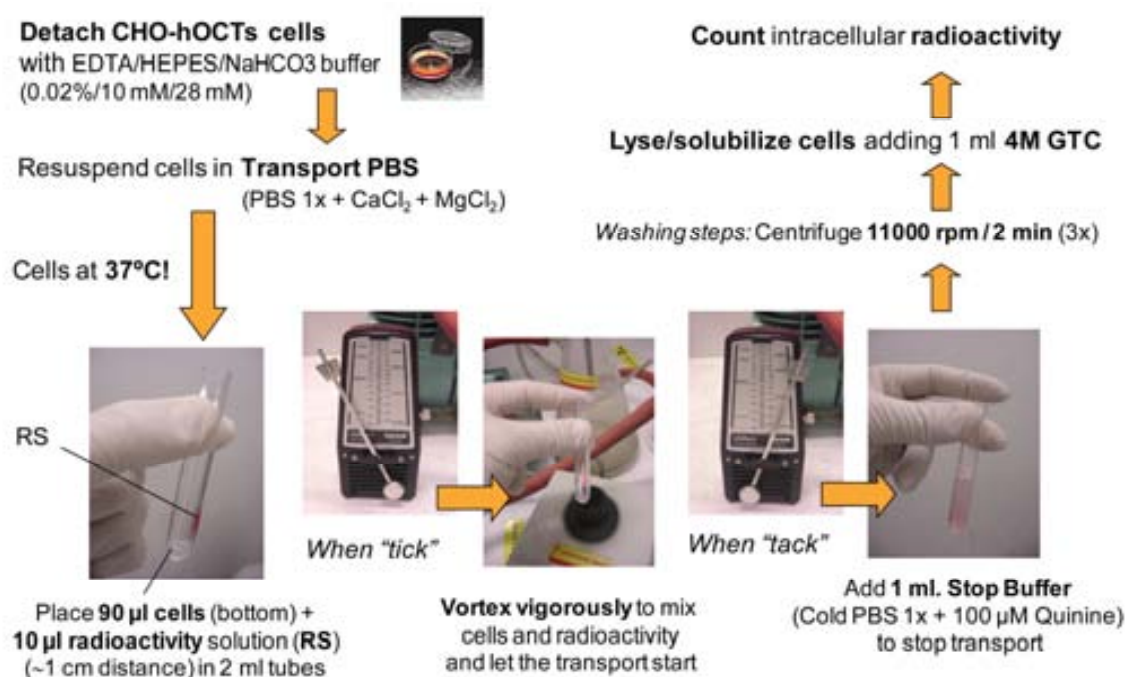 Detach CHO-hOCTs cells
with EDTA/HEPES/NaHCO3 buffer
(0.02%/10 mM/28 mM)
Resuspend cells in Transport PBS
(PBS 1x + CaCl₂ + MgCl₂)
Cells at 37ºC!
RS
Place 90 µl cells (bottom) +
10 µl radioactivity solution (RS)
(~1 cm distance) in 2 ml tubes
When "tick"
Vortex vigorously to mix
cells and radioactivity
and let the transport start
When "tack"
Add 1 ml. Stop Buffer
(Cold PBS 1x + 100 µM Quinine)
to stop transport
Washing steps: Centrifuge 11000 rpm / 2 min (3x)
Lyse/solubilize cells adding 1 ml 4M GTC
Count intracellular radioactivity